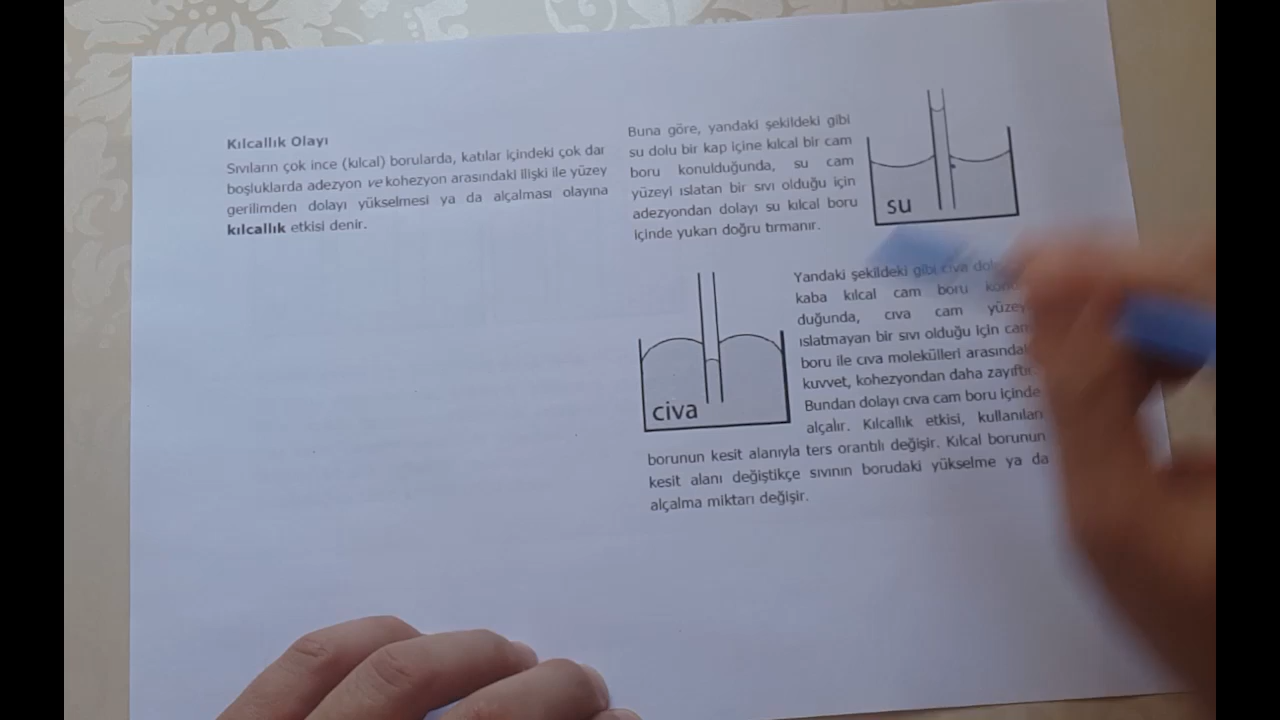 Kılcallık Olayı
Sıvıların çok ince (kılcal) borularda, katılar içindeki çok dar
boşluklarda adezyon ve kohezyon arasındaki ilişki ile yüzey
gerilimden dolayı yükselmesi ya da alçalması olayına
kılcallık etkisi denir.
Buna göre, yandaki şekildeki gibi
su dolu bir kap içine kılcal bir cam
boru konulduğunda, su cam
yüzeyi ıslatan bir sıvı olduğu için
adezyondan dolayı su kılcal boru
içinde yukarı doğru tırmanır.
su
Yandaki şekildeki gibi cıva
kaba kılcal cam boru
duğunda, cıva cam
ıslatmayan bir sıvı olduğu için
boru ile cıva molekülleri
kuvvet, kohezyondan daha zayıftır.
Bundan dolayı cıva cam boru içinde
alçalır. Kılcallık etkisi, kullanılan
civa
borunun kesit alanıyla ters orantılı değişir. Kılcal borunun
kesit alanı değiştikçe sıvının borudaki yükselme ya da
alçalma miktarı değişir.